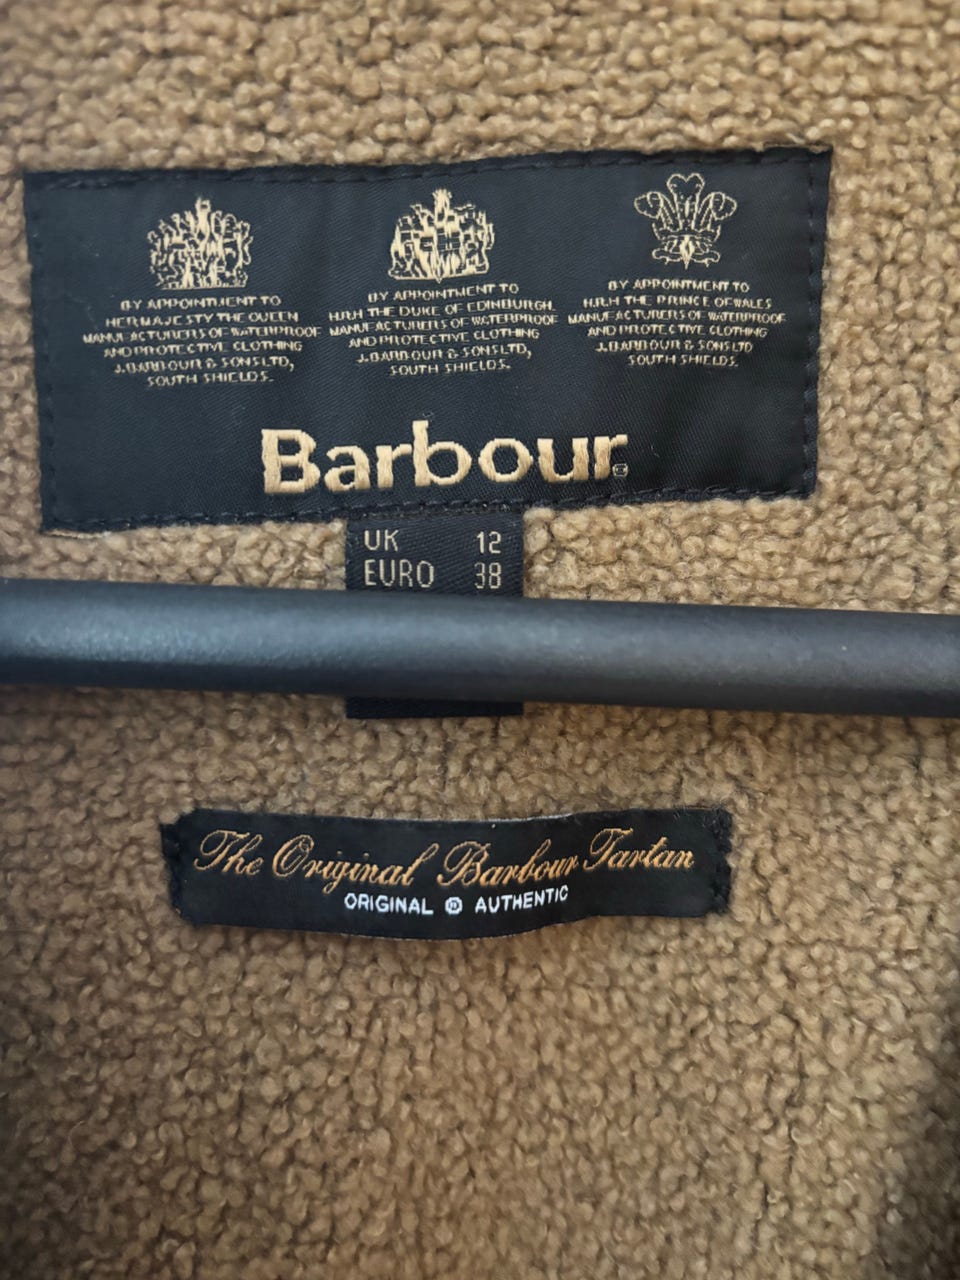 BY APPOINTMENT TO
HER MAJESTY THE QUEEN
MANUFACTURERS OF WATERPROOF
AND PROTECTIVE CLOTHING
J. BARBOUR & SONS LTD,
SOUTH SHIELDS.
BY APPOINTMENT TO
H.R.H THE DUKE OF EDINBURGH
MANUFACTURERS OF WATERPROOF
AND PROTECTIVE CLOTHING
J. BARBOUR & SONS LTD,
SOUTH SHIELDS.
BY APPOINTMENT TO
H.R.H THE PRINCE OF WALES
MANUFACTURERS OF WATERPROOF
AND PROTECTIVE CLOTHING
J. BARBOUR & SONS LTD
SOUTH SHIELDS.
Barbour®
UK 12
EURO 38
The Original Barbour Tartan
ORIGINAL ® AUTHENTIC